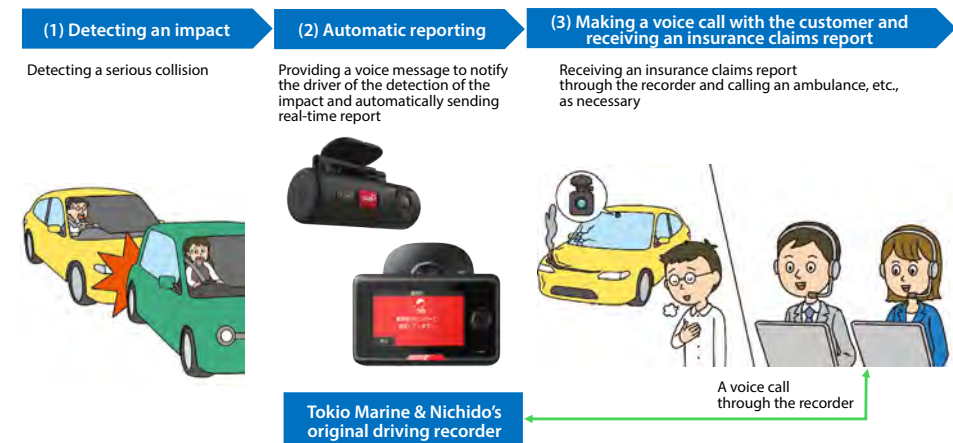 (1) Detecting an impact
(2) Automatic reporting
(3) Making a voice call with the customer and
receiving an insurance claims report
Detecting a serious collision
Providing a voice message to notify
the driver of the detection of the
impact and automatically sending
real-time report
Receiving an insurance claims report
through the recorder and calling an ambulance, etc.,
as necessary
A voice call
through the recorder
Tokio Marine & Nichido's
original driving recorder